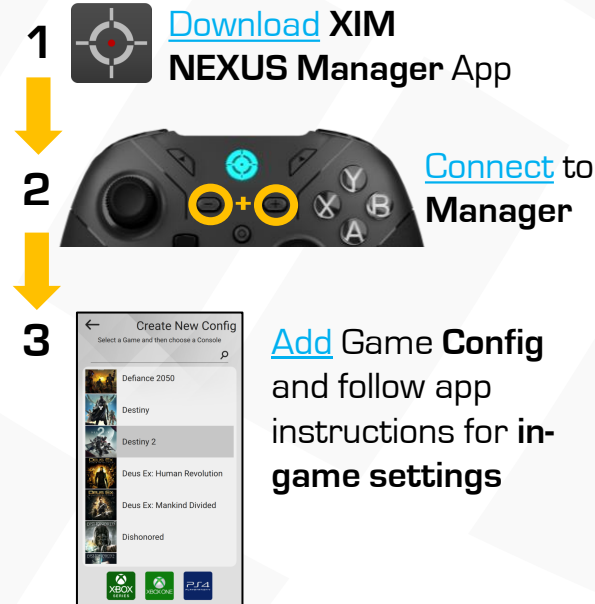 1
Download XIM
NEXUS Manager App
2
- + +
Y
X B
A
Connect to
Manager
3
Create New Config
Select a Game and then choose a Console
Defiance 2050
Destiny
Destiny 2
Deus Ex: Human Revolution
Deus Ex: Mankind Divided
Dishonored
XBOX
SERIES
XBOX ONE
PS4
Add Game Config
and follow app
instructions for in-
game settings